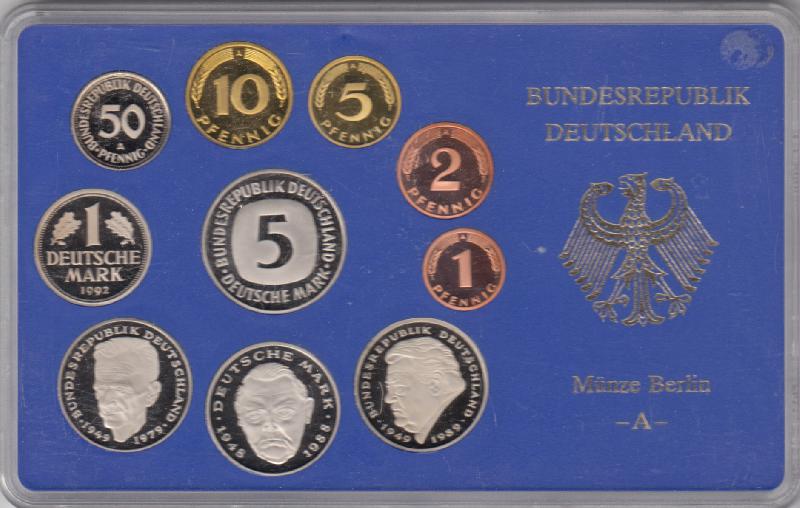 BUNDESREPUBLIK
DEUTSCHLAND
Münze Berlin
–A–
BUNDESREPUBLIK DEUTSCHLAND
50
A
PFENNIG
A
10
PFENNIG
A
5
PFENNIG
A
2
PFENNIG
1
DEUTSCHE
MARK
1992
BUNDESREPUBLIK DEUTSCHLAND
5
DEUTSCHE MARK
A
1
PFENNIG
BUNDESREPUBLIK DEUTSCHLAND
1949 1979
DEUTSCHE MARK
1948 1988
BUNDESREPUBLIK DEUTSCHLAND
1949 1989